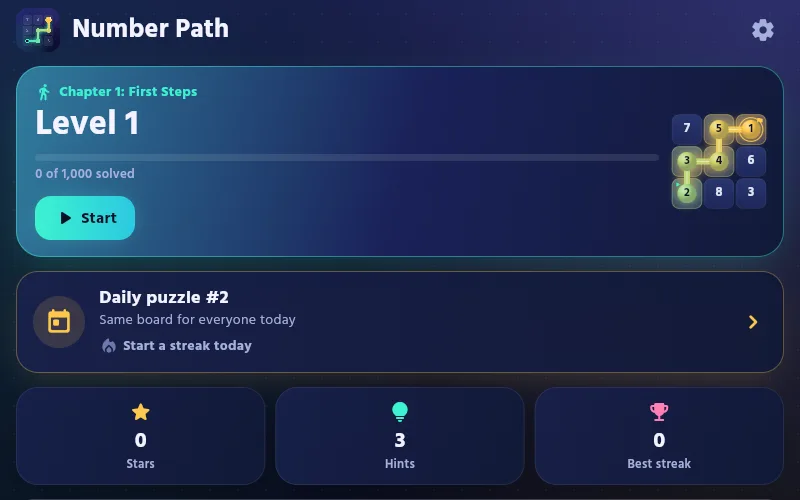 Number Path
Chapter 1: First Steps
Level 1
0 of 1,000 solved
Start
7 5 1
3 4 6
2 8 3
Daily puzzle #2
Same board for everyone today
Start a streak today
0
Stars
3
Hints
0
Best streak